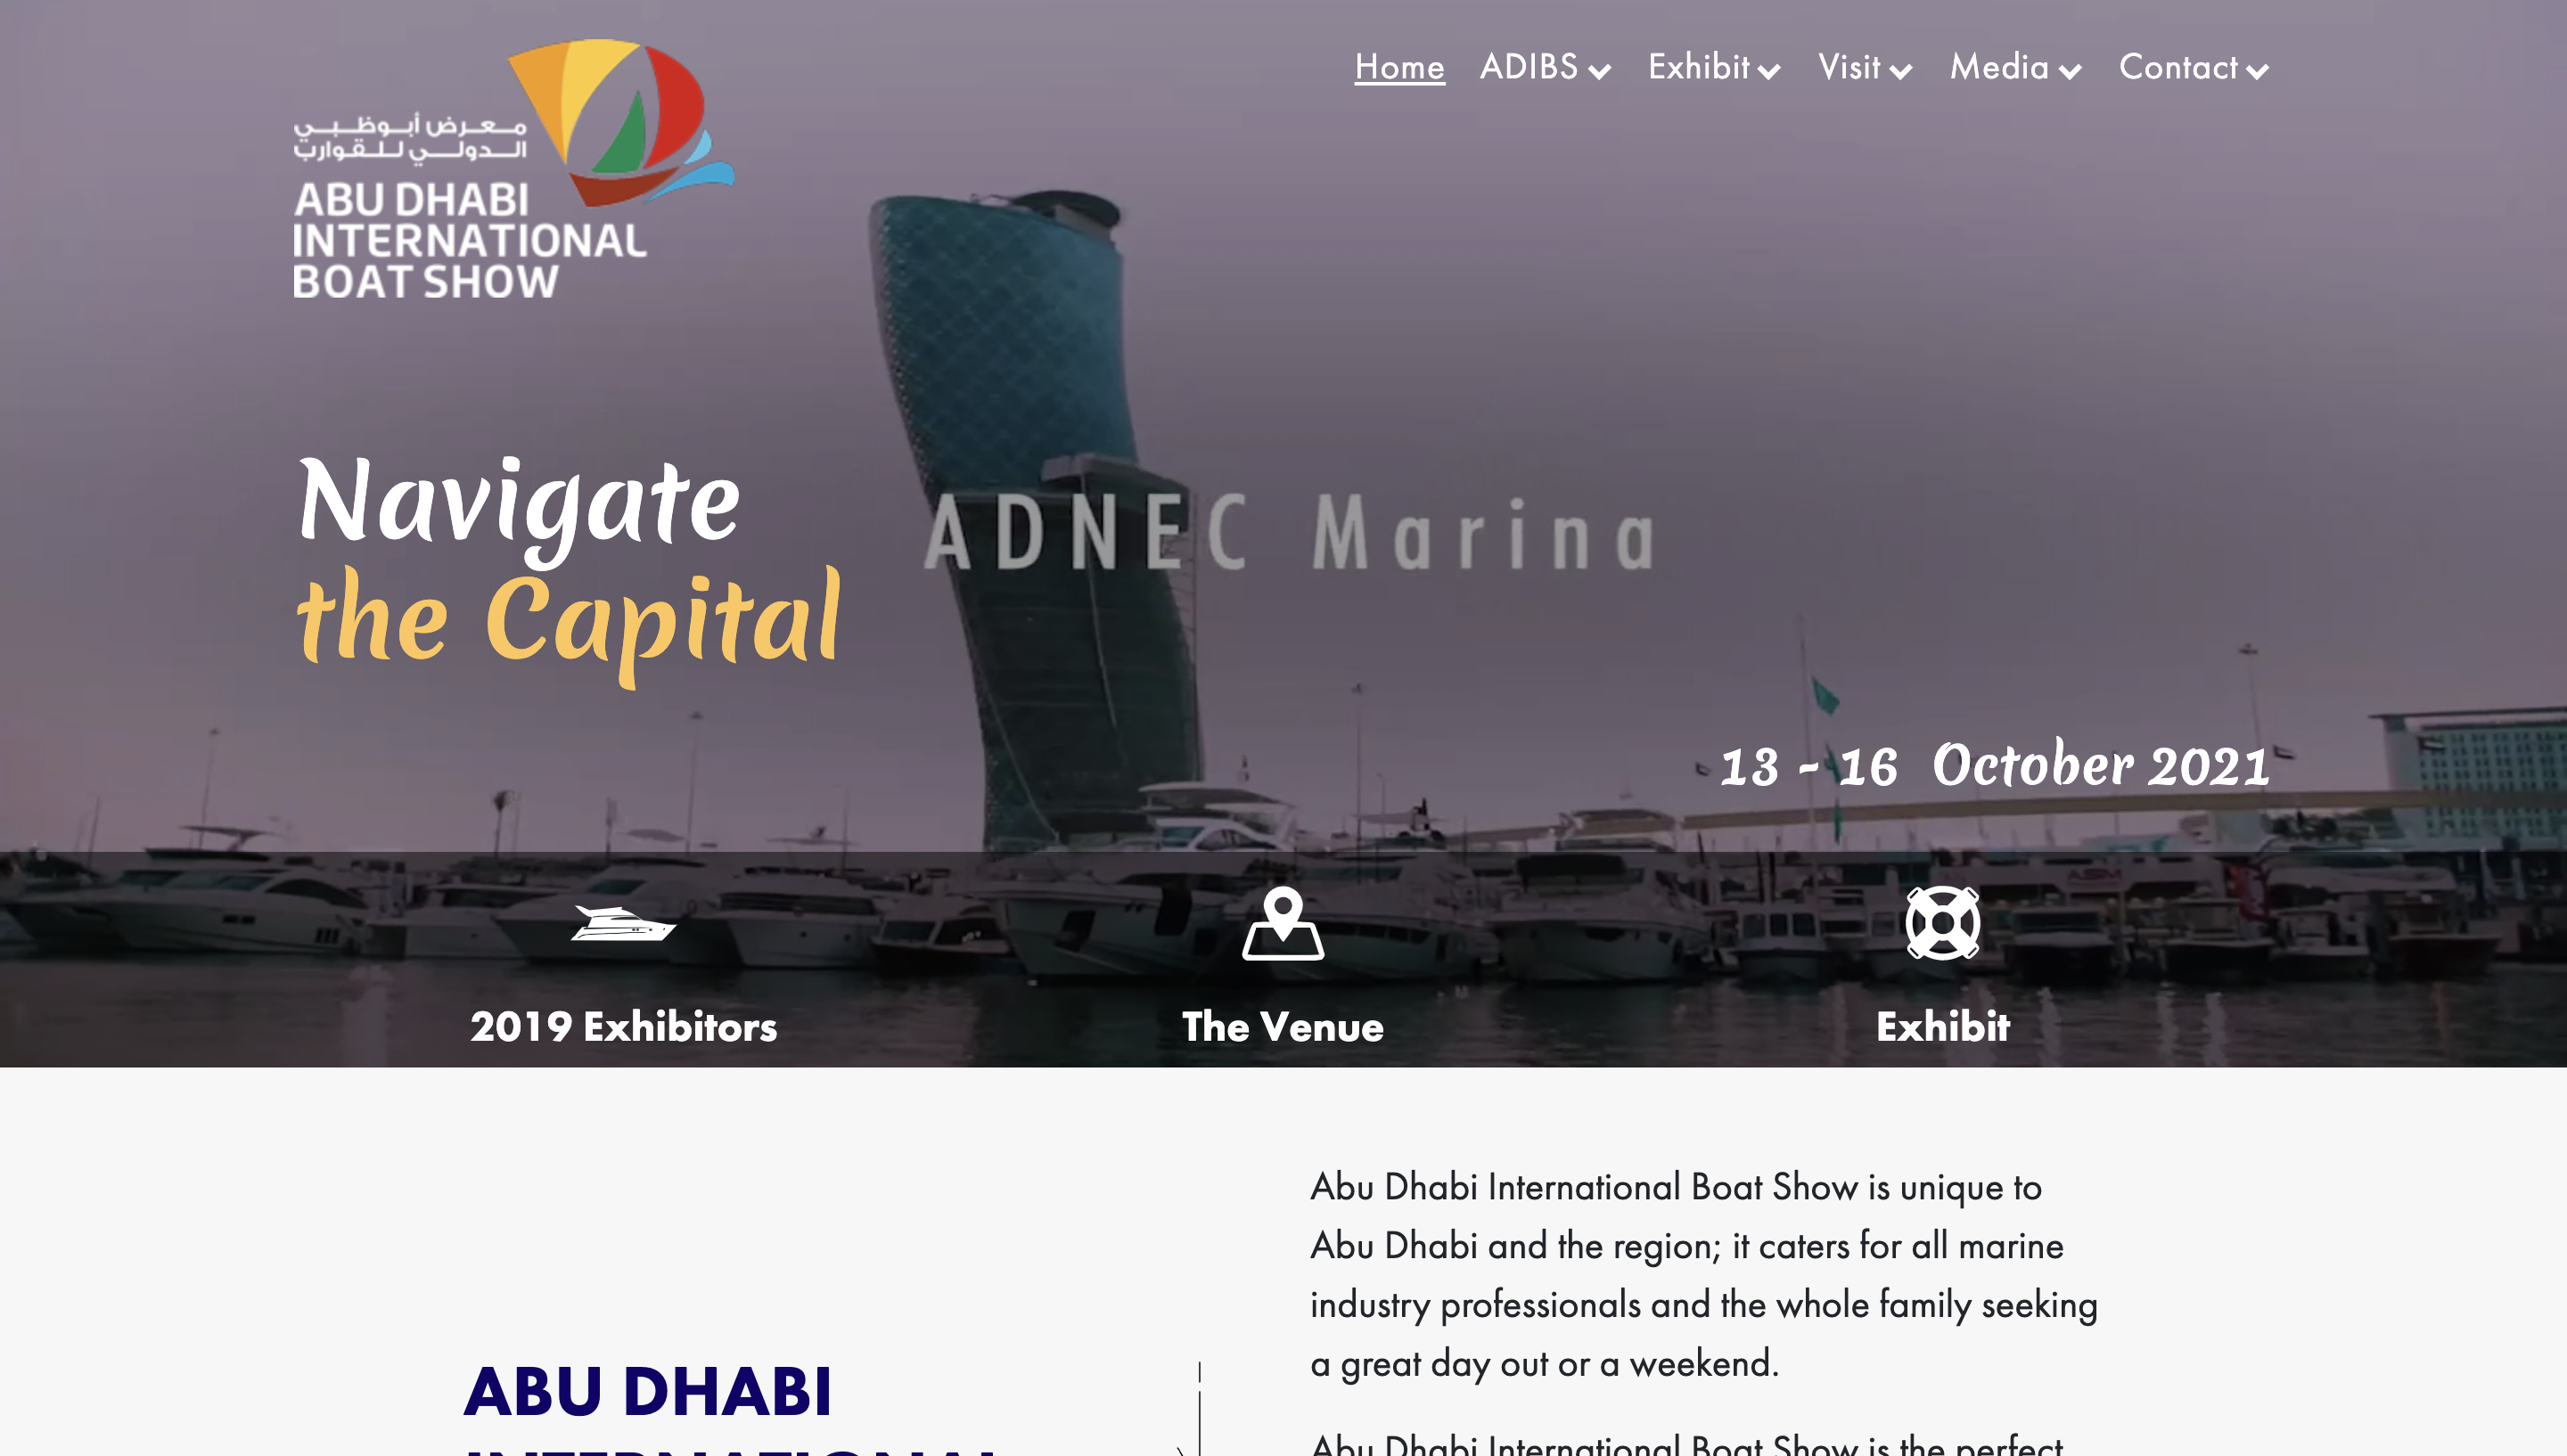 Home ADIBS Exhibit Visit Media Contact
معرض أبوظبي
الدولي للقوارب
ABU DHABI
INTERNATIONAL
BOAT SHOW
Navigate
the Capital
ADNEC Marina
13 - 16 October 2021
2019 Exhibitors
The Venue
Exhibit
ABU DHABI
INTERNATIONAL
Abu Dhabi International Boat Show is unique to
Abu Dhabi and the region; it caters for all marine
industry professionals and the whole family seeking
a great day out or a weekend.
Abu Dhabi International Boat Show is the perfect